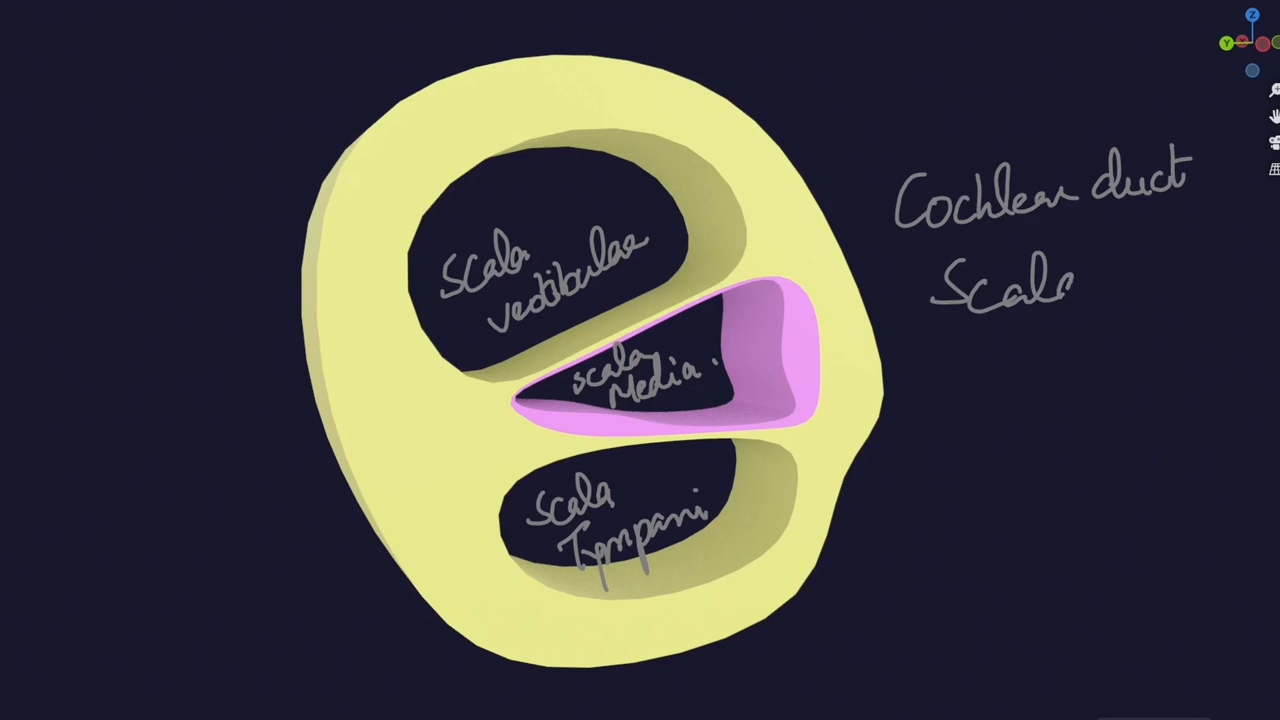 Scala
vestibulae
scala
Media
Scala
Tympani
Cochlear duct
Scala
Z
Y